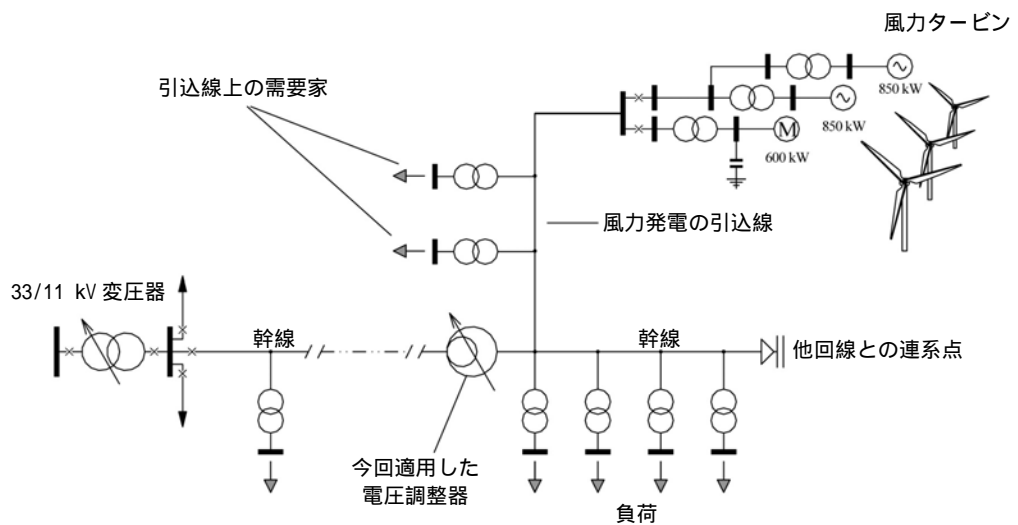 風力タービン
引込線上の需要家
850 kW
850 kW
M
600 kW
風力発電の引込線
33/11 kV 変圧器
幹線
幹線
他回線との連系点
今回適用した
電圧調整器
負荷